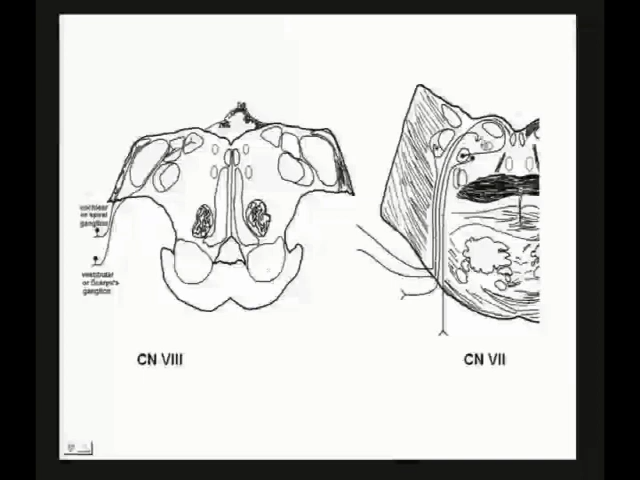 cochlear
or spiral
ganglion
vestibular
or Scarpa's
ganglion
CN VIII
CN VII